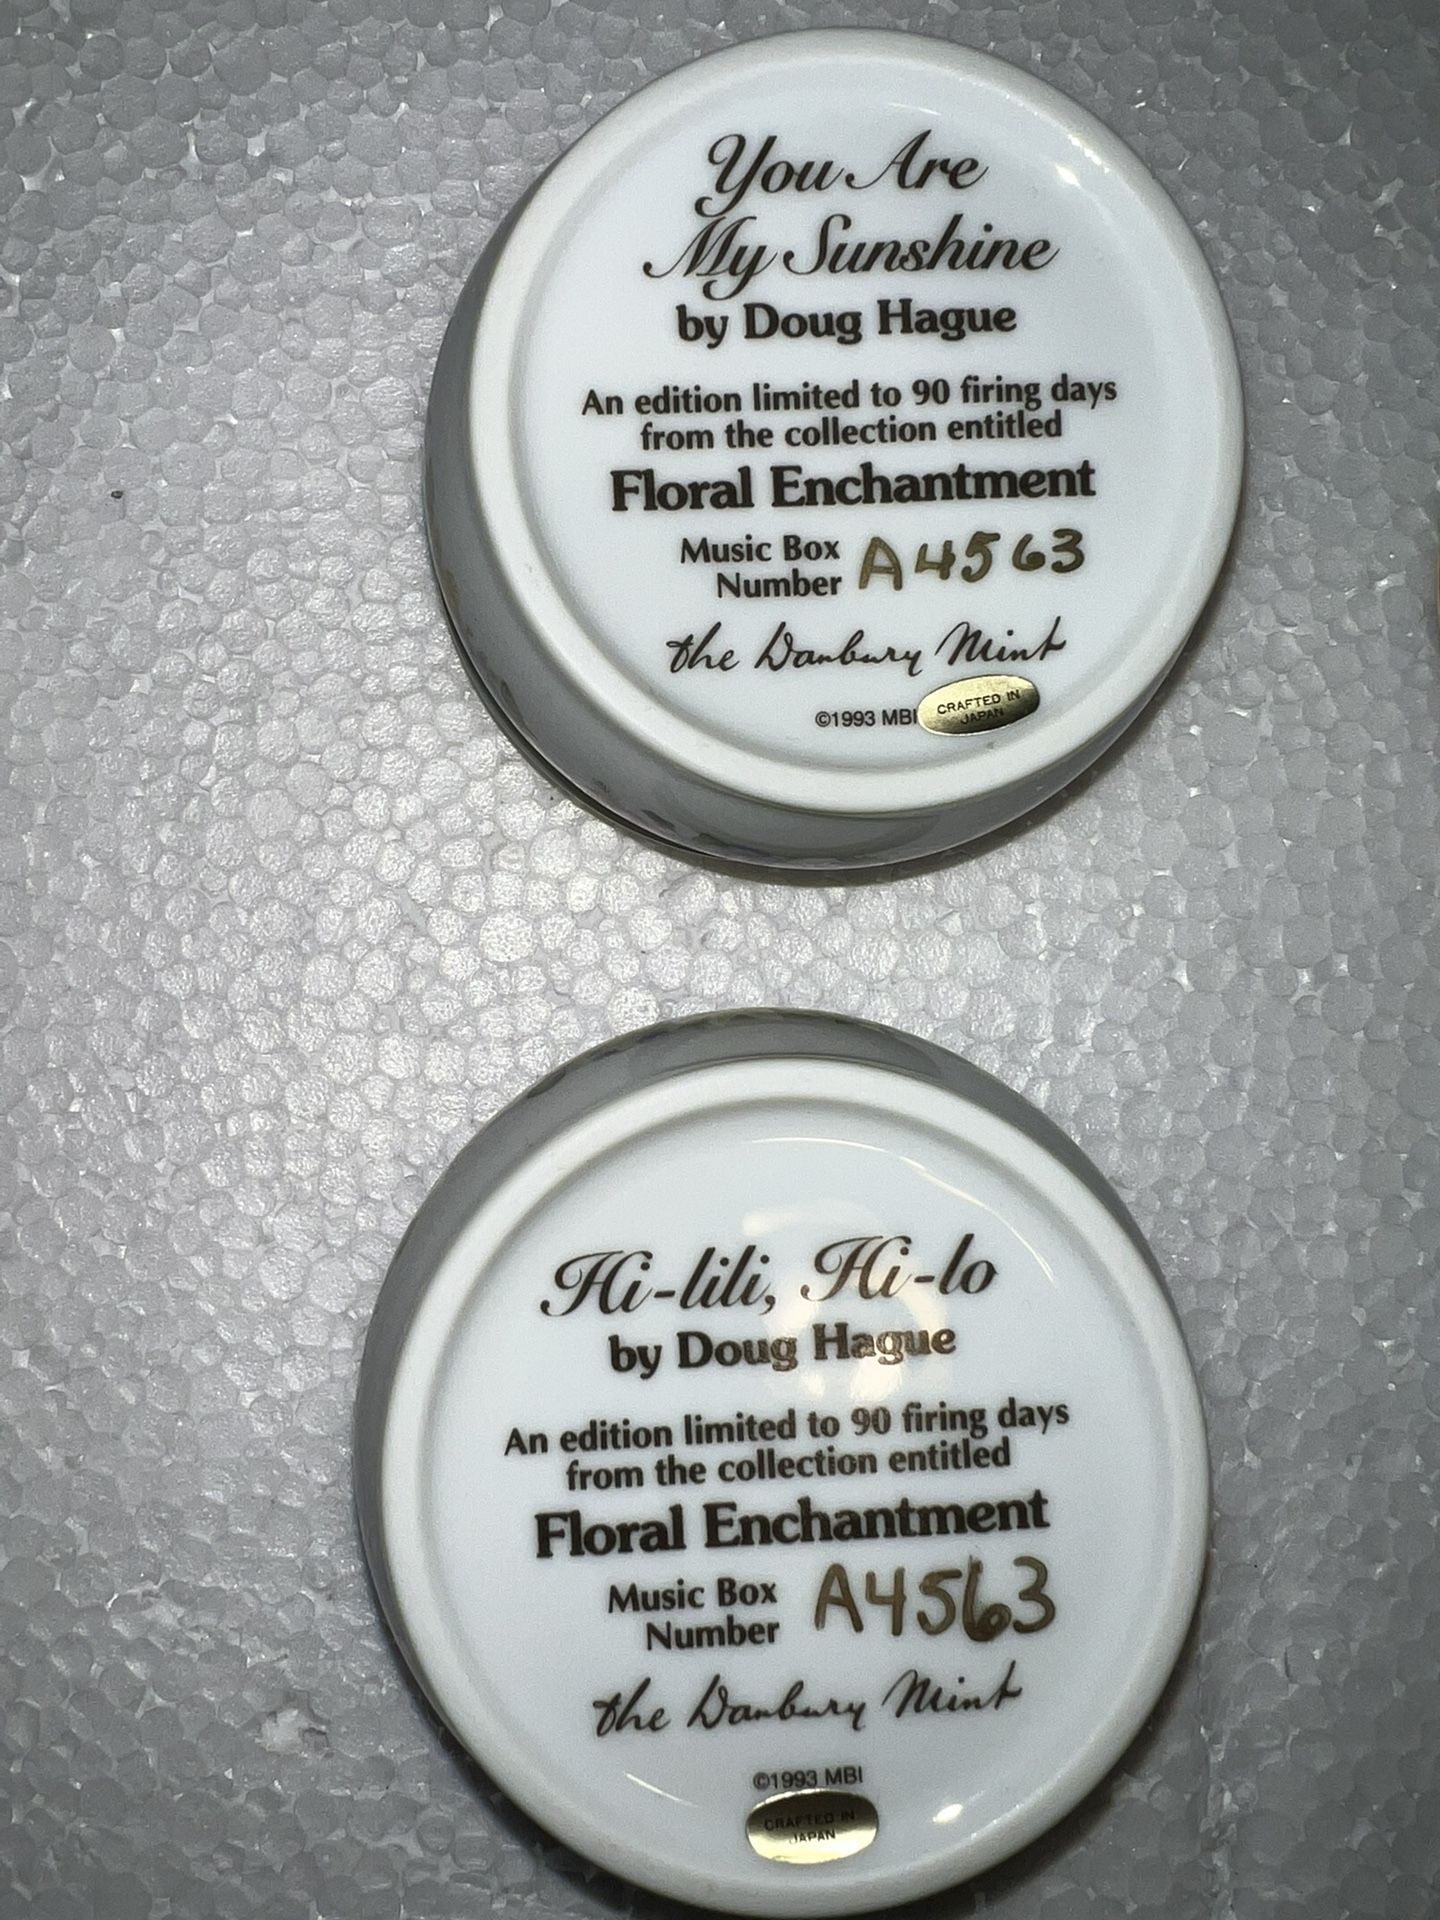 You Are
My Sunshine
by Doug Hague
An edition limited to 90 firing days
from the collection entitled
Floral Enchantment
Music Box
Number A4563
the Danbury Mint
©1993 MBI
CRAFTED IN
JAPAN
Hi-lili, Hi-lo
by Doug Hague
An edition limited to 90 firing days
from the collection entitled
Floral Enchantment
Music Box
Number A4563
the Danbury Mint
©1993 MBI
CRAFTED IN
JAPAN